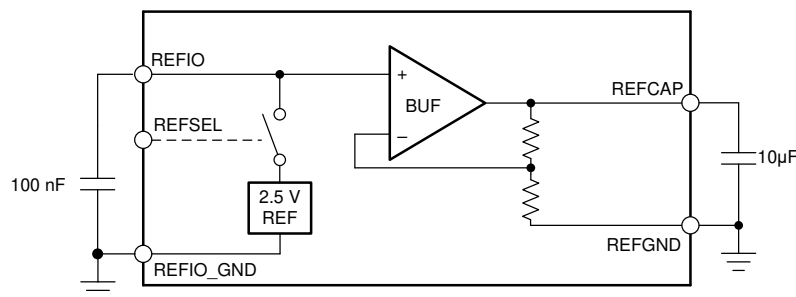 REFIO
+
BUF
−
REFCAP
REFSEL
10µF
100 nF
2.5 V
REF
REFGND
REFIO_GND